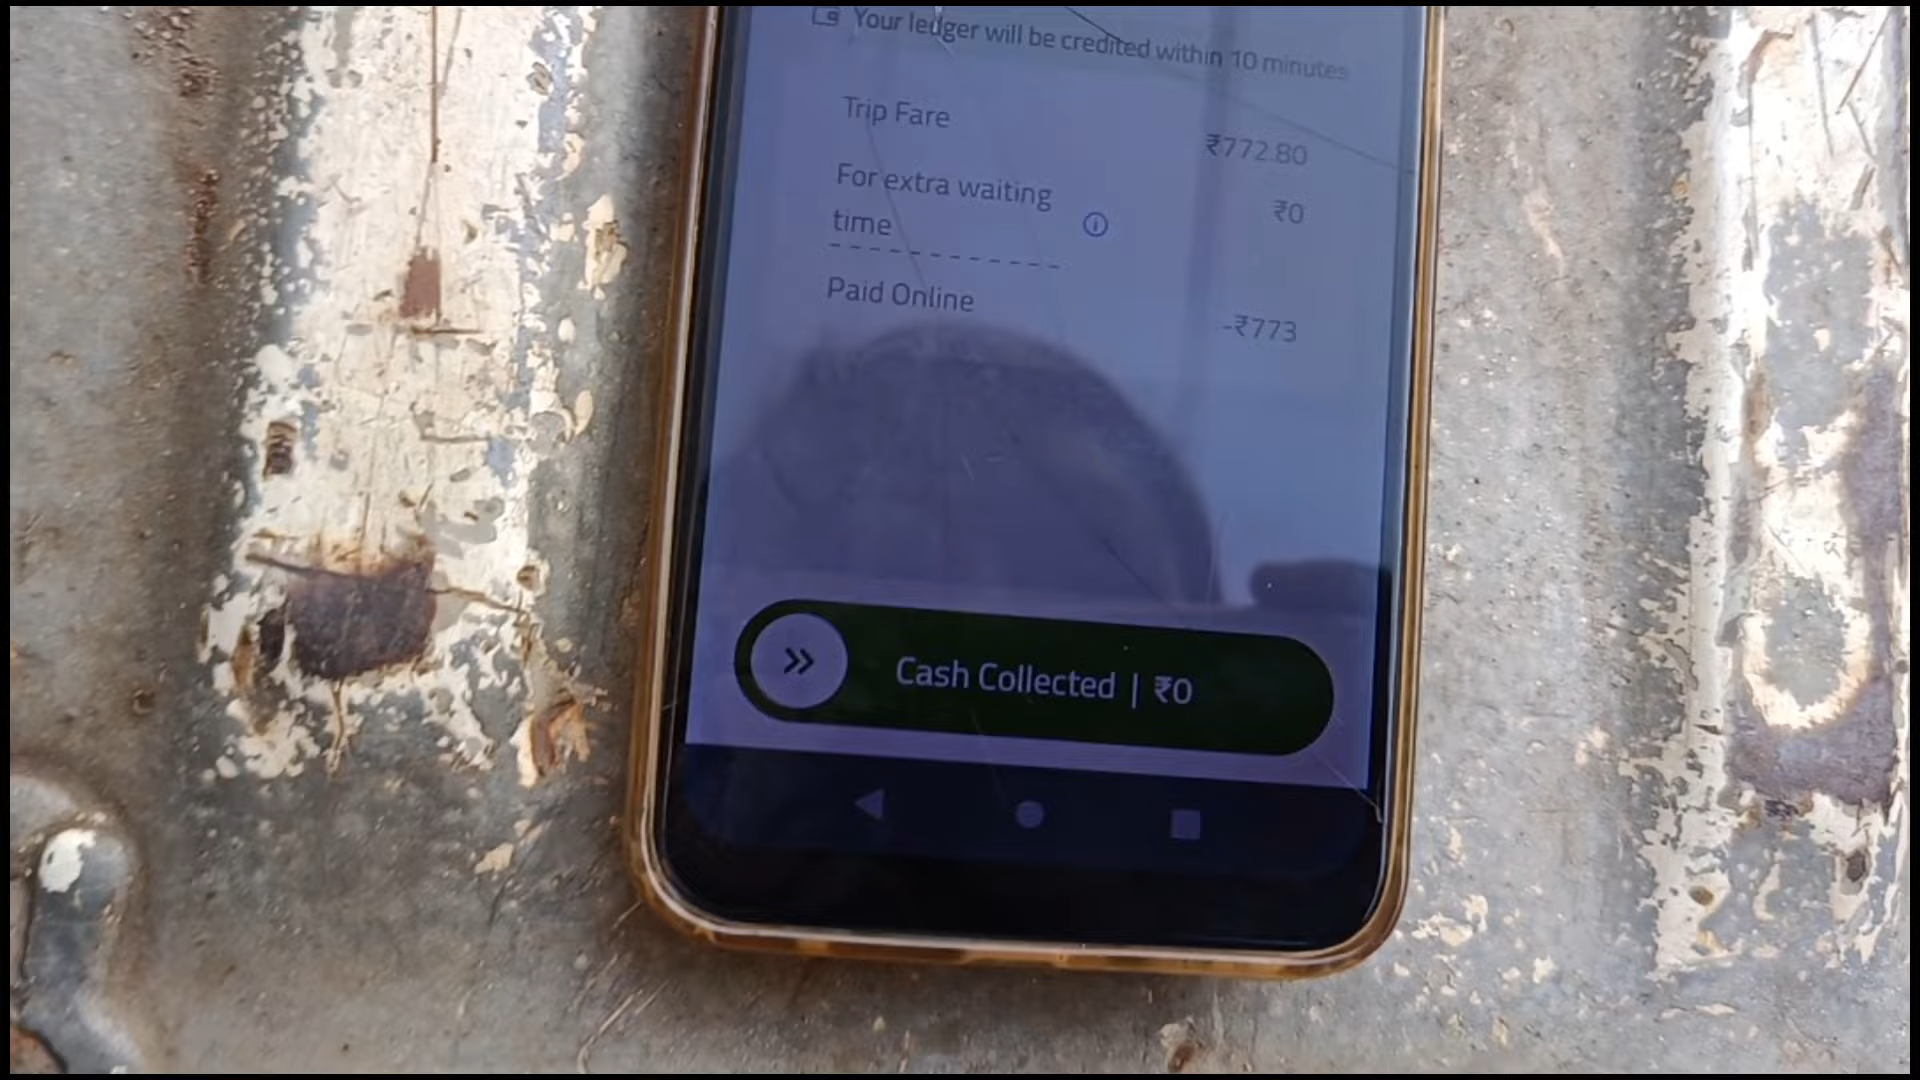 Your ledger will be credited within 10 minutes
Trip Fare
₹772.80
For extra waiting
time
₹0
Paid Online
-₹773
Cash Collected | ₹0